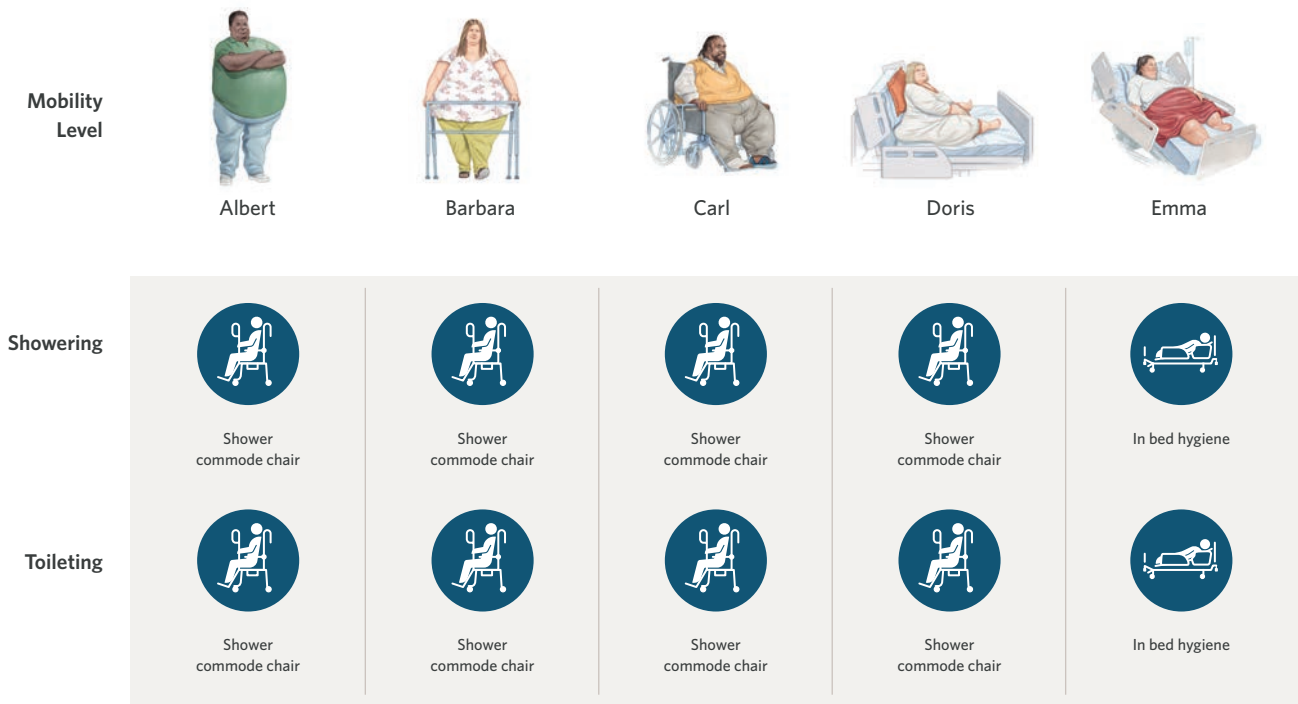 Mobility
Level
Albert
Barbara
Carl
Doris
Emma
Showering
Shower
commode chair
Shower
commode chair
Shower
commode chair
Shower
commode chair
In bed hygiene
Toileting
Shower
commode chair
Shower
commode chair
Shower
commode chair
Shower
commode chair
In bed hygiene